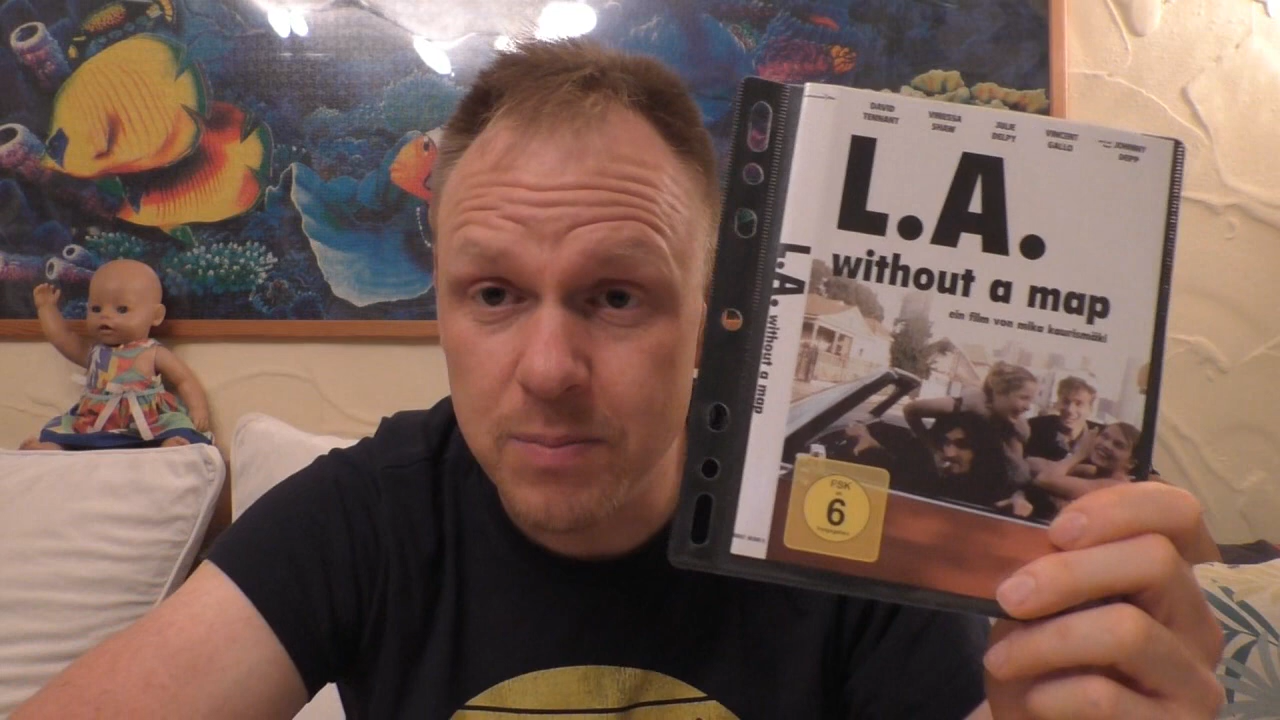 DAVID TENNANT
VINESSA SHAW
JULIE DELPY
VINCENT GALLO
JOHNNY DEPP
L.A.
without a map
ein film von mika kaurismäki
L.A. without a map
FSK
6